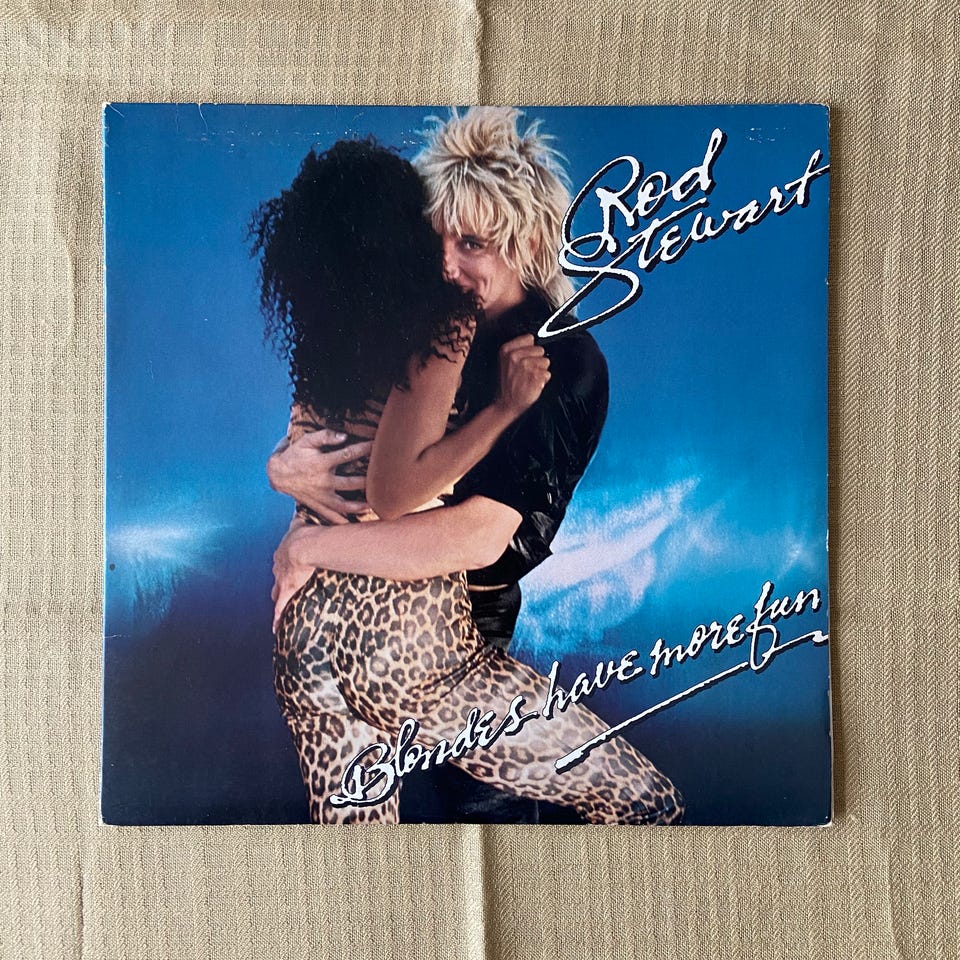 Rod
Stewart
Blondes have more fun